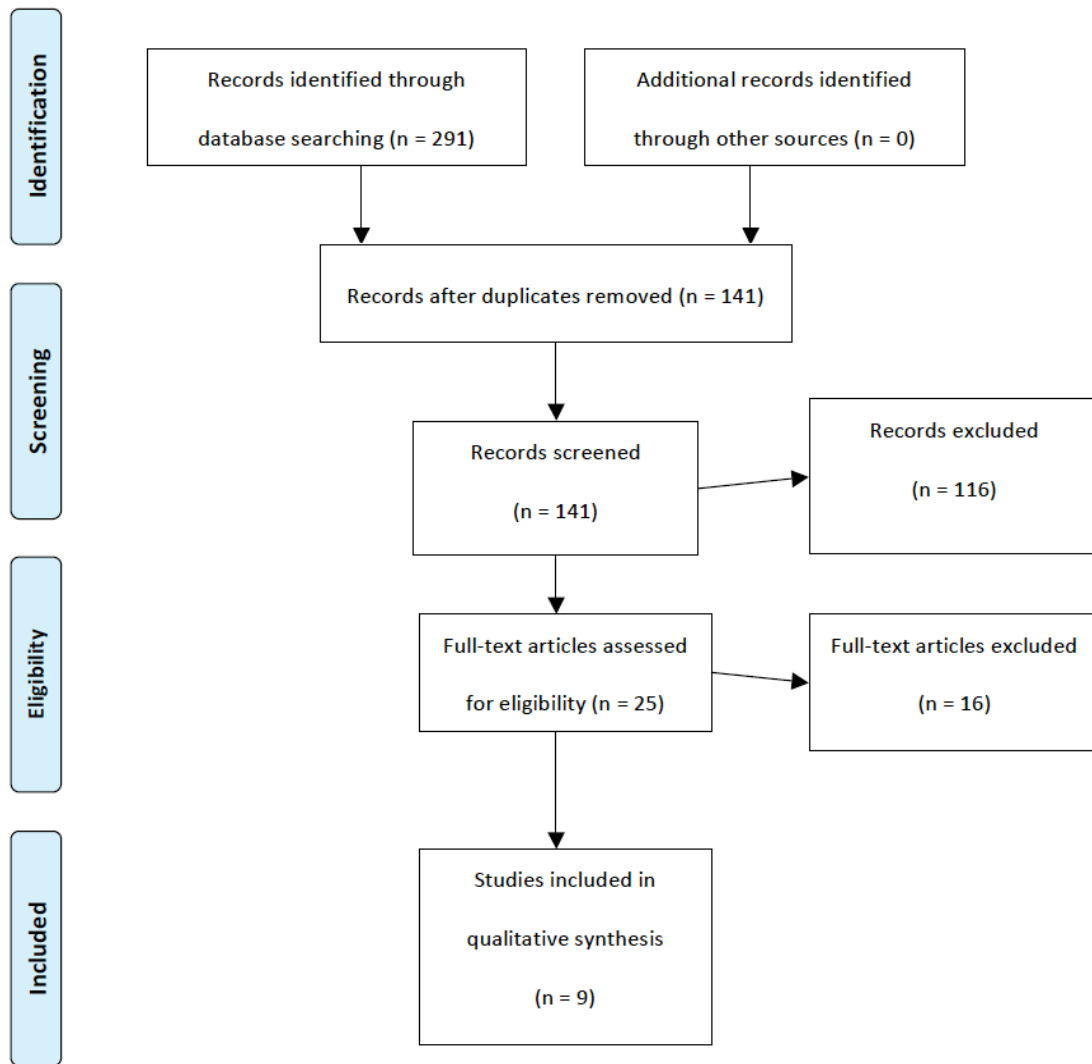 Identification
Records identified through
database searching (n = 291)
Additional records identified
through other sources (n = 0)
Records after duplicates removed (n = 141)
Screening
Records screened
(n = 141)
Records excluded
(n = 116)
Eligibility
Full-text articles assessed
for eligibility (n = 25)
Full-text articles excluded
(n = 16)
Included
Studies included in
qualitative synthesis
(n = 9)